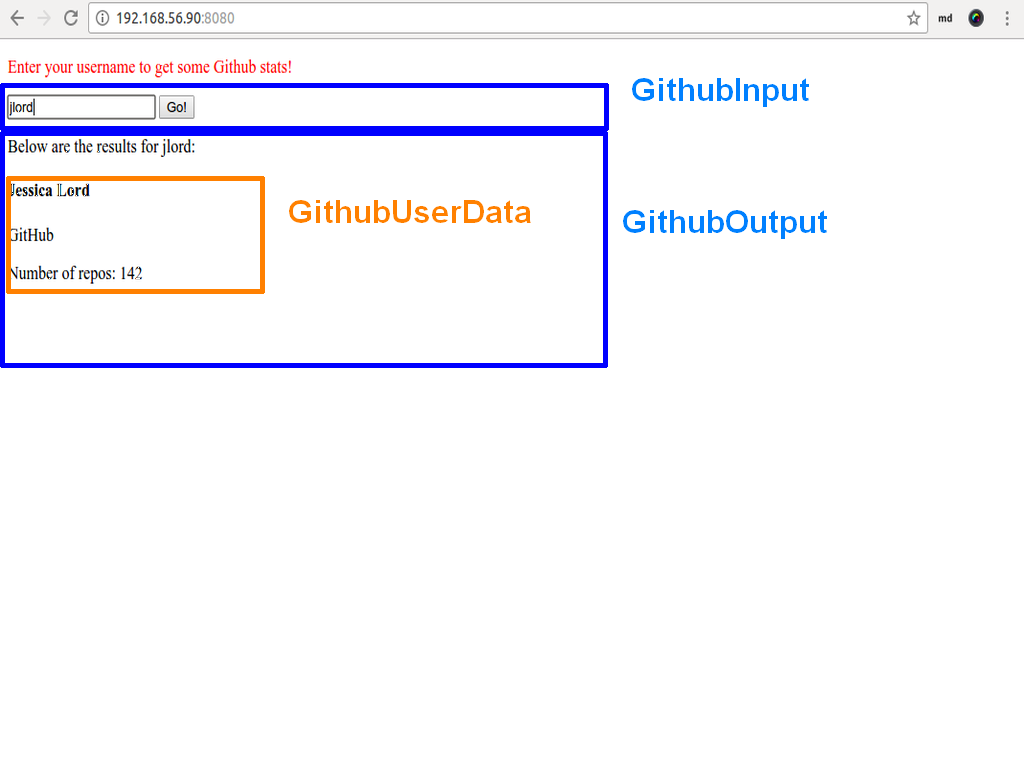 192.168.56.90:8080
md
Enter your username to get some Github stats!
jlord Go!
GithubInput
Below are the results for jlord:
Jessica Lord
GithubUserData
GithubOutput
GitHub
Number of repos: 142